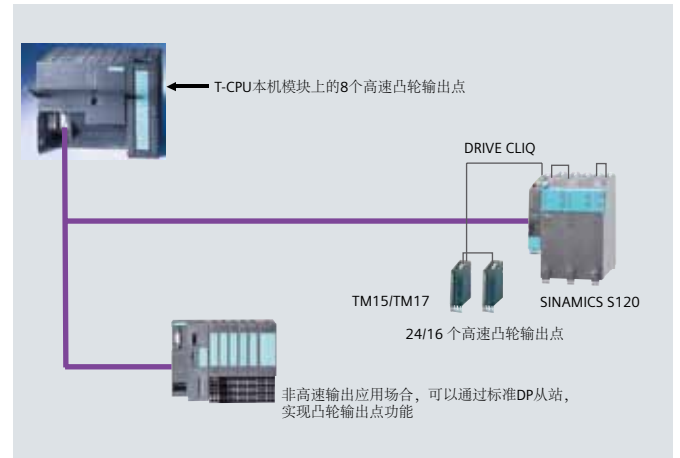 T-CPU本机模块上的8个高速凸轮输出点
DRIVE CLIQ
TM15/TM17
SINAMICS S120
24/16 个高速凸轮输出点
非高速输出应用场合，可以通过标准DP从站，
实现凸轮输出点功能